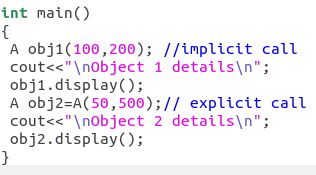 int main()
{
 A obj1(100,200); //implicit call
 cout<<"\nObject 1 details\n";
 obj1.display();
 A obj2=A(50,500);// explicit call
 cout<<"\nObject 2 details\n";
 obj2.display();
}